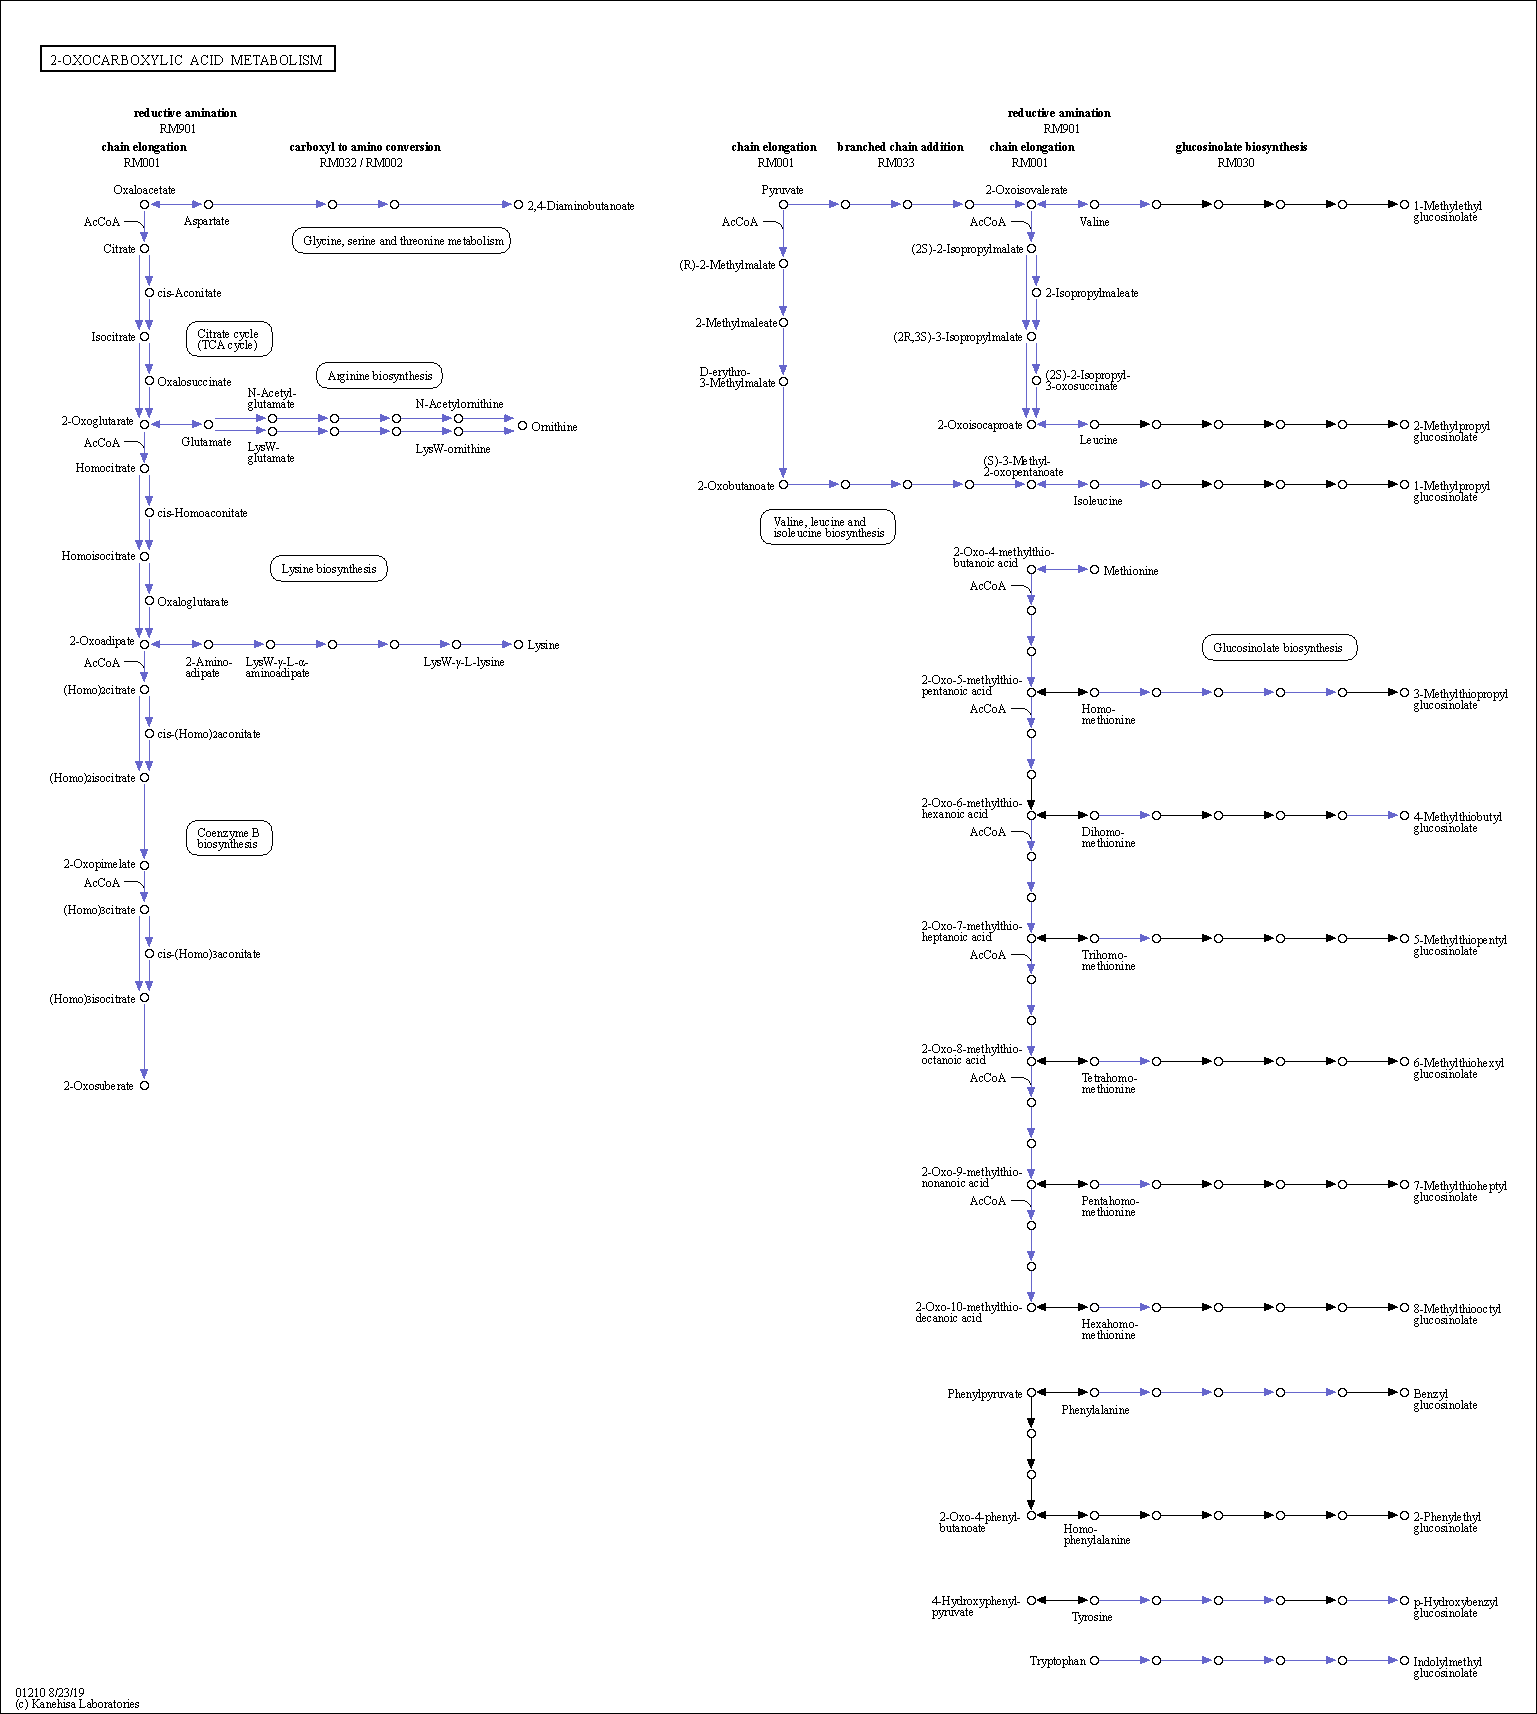 2-OXOCARBOXYLIC ACID METABOLISM
reductive amination
RM901
chain elongation
RM001
carboxyl to amino conversion
RM032 / RM002
Oxaloacetate
AcCoA
Aspartate
2,4-Diaminobutanoate
Glycine, serine and threonine metabolism
Citrate
cis-Aconitate
Isocitrate
Citrate cycle
(TCA cycle)
Arginine biosynthesis
Oxalosuccinate
N-Acetyl-
glutamate
N-Acetylornithine
2-Oxoglutarate
Glutamate
Ornithine
AcCoA
LysW-
glutamate
LysW-ornithine
Homocitrate
cis-Homoaconitate
Homoisocitrate
Lysine biosynthesis
Oxaloglutarate
2-Oxoadipate
Lysine
AcCoA
2-Amino-
adipate
LysW-γ-L-α-
aminoadipate
LysW-γ-L-lysine
(Homo)2citrate
cis-(Homo)2aconitate
(Homo)2isocitrate
Coenzyme B
biosynthesis
2-Oxopimelate
AcCoA
(Homo)3citrate
cis-(Homo)3aconitate
(Homo)3isocitrate
2-Oxosuberate
reductive amination
RM901
chain elongation
RM001
branched chain addition
RM033
chain elongation
RM001
glucosinolate biosynthesis
RM030
Pyruvate
2-Oxoisovalerate
AcCoA
AcCoA
Valine
1-Methylethyl
glucosinolate
(R)-2-Methylmalate
(2S)-2-Isopropylmalate
2-Isopropylmaleate
2-Methylmaleate
(2R,3S)-3-Isopropylmalate
D-erythro-
3-Methylmalate
(2S)-2-Isopropyl-
3-oxosuccinate
2-Oxoisocaproate
Leucine
2-Methylpropyl
glucosinolate
(S)-3-Methyl-
2-oxopentanoate
2-Oxobutanoate
Isoleucine
1-Methylpropyl
glucosinolate
Valine, leucine and
isoleucine biosynthesis
2-Oxo-4-methylthio-
butanoic acid
Methionine
AcCoA
Glucosinolate biosynthesis
2-Oxo-5-methylthio-
pentanoic acid
AcCoA
Homo-
methionine
3-Methylthiopropyl
glucosinolate
2-Oxo-6-methylthio-
hexanoic acid
AcCoA
Dihomo-
methionine
4-Methylthiobutyl
glucosinolate
2-Oxo-7-methylthio-
heptanoic acid
AcCoA
Trihomo-
methionine
5-Methylthiopentyl
glucosinolate
2-Oxo-8-methylthio-
octanoic acid
AcCoA
Tetrahomo-
methionine
6-Methylthiohexyl
glucosinolate
2-Oxo-9-methylthio-
nonanoic acid
AcCoA
Pentahomo-
methionine
7-Methylthioheptyl
glucosinolate
2-Oxo-10-methylthio-
decanoic acid
Hexahomo-
methionine
8-Methylthiooctyl
glucosinolate
Phenylpyruvate
Phenylalanine
Benzyl
glucosinolate
2-Oxo-4-phenyl-
butanoate
Homo-
phenylalanine
2-Phenylethyl
glucosinolate
4-Hydroxyphenyl-
pyruvate
Tyrosine
p-Hydroxybenzyl
glucosinolate
Tryptophan
Indolylmethyl
glucosinolate
01210 8/23/19
(c) Kanehisa Laboratories